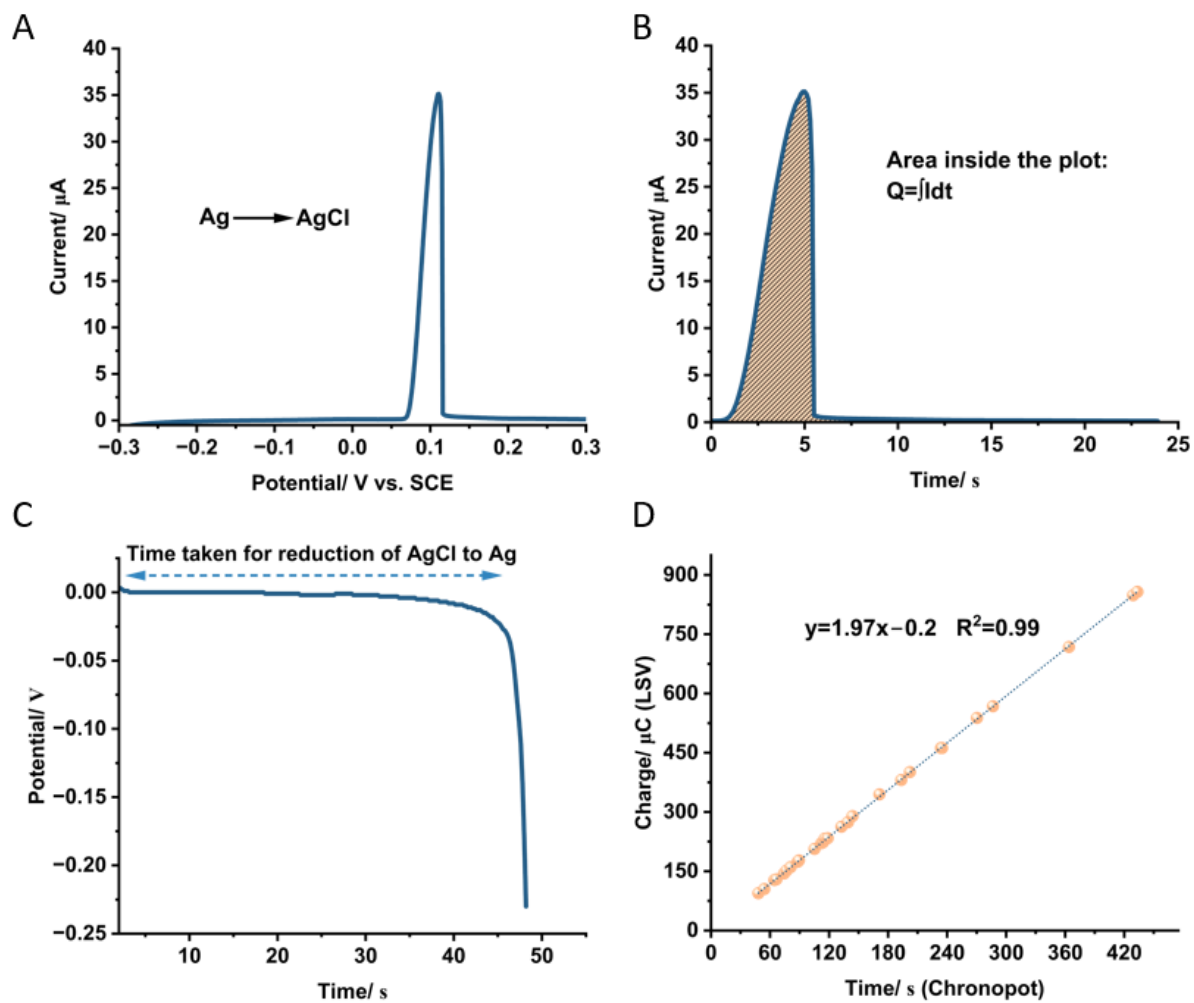 A
40
35
30
25
20
15
10
5
0
Current/ μA
Ag → AgCl
−0.3 −0.2 −0.1 0.0 0.1 0.2 0.3
Potential/ V vs. SCE
B
40
35
30
25
20
15
10
5
0
Current/ μA
Area inside the plot:
Q=∫Idt
0 5 10 15 20 25
Time/ s
C
Time taken for reduction of AgCl to Ag
0.00
−0.05
−0.10
−0.15
−0.20
−0.25
Potential/ V
10 20 30 40 50
Time/ s
D
900
750
600
450
300
150
0
Charge/ μC (LSV)
y=1.97x−0.2 R²=0.99
0 60 120 180 240 300 360 420
Time/ s (Chronopot)